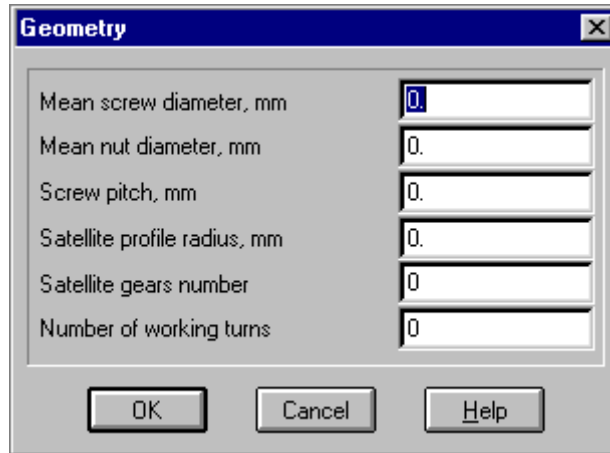 Geometry
Mean screw diameter, mm 0.
Mean nut diameter, mm 0.
Screw pitch, mm 0.
Satellite profile radius, mm 0.
Satellite gears number 0
Number of working turns 0
OK Cancel Help